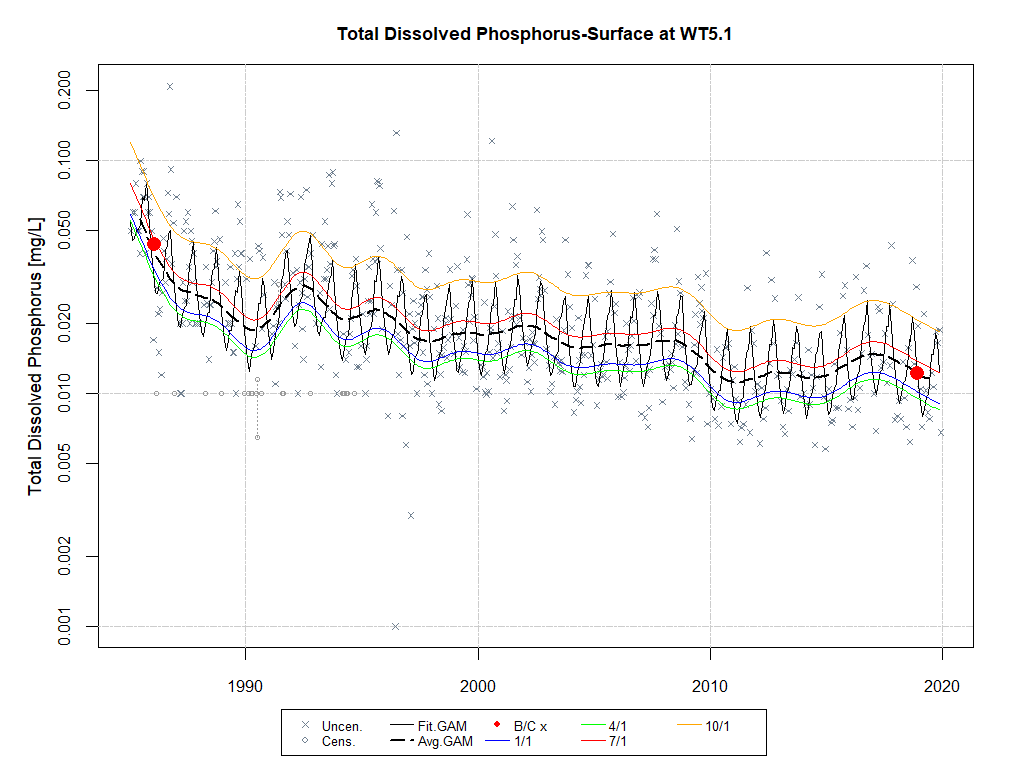 Total Dissolved Phosphorus-Surface at WT5.1
Total Dissolved Phosphorus [mg/L]
0.200
0.100
0.050
0.020
0.010
0.005
0.002
0.001
1990 2000 2010 2020
Uncen. Fit.GAM B/C x 4/1 10/1
Cens. Avg.GAM 1/1 7/1